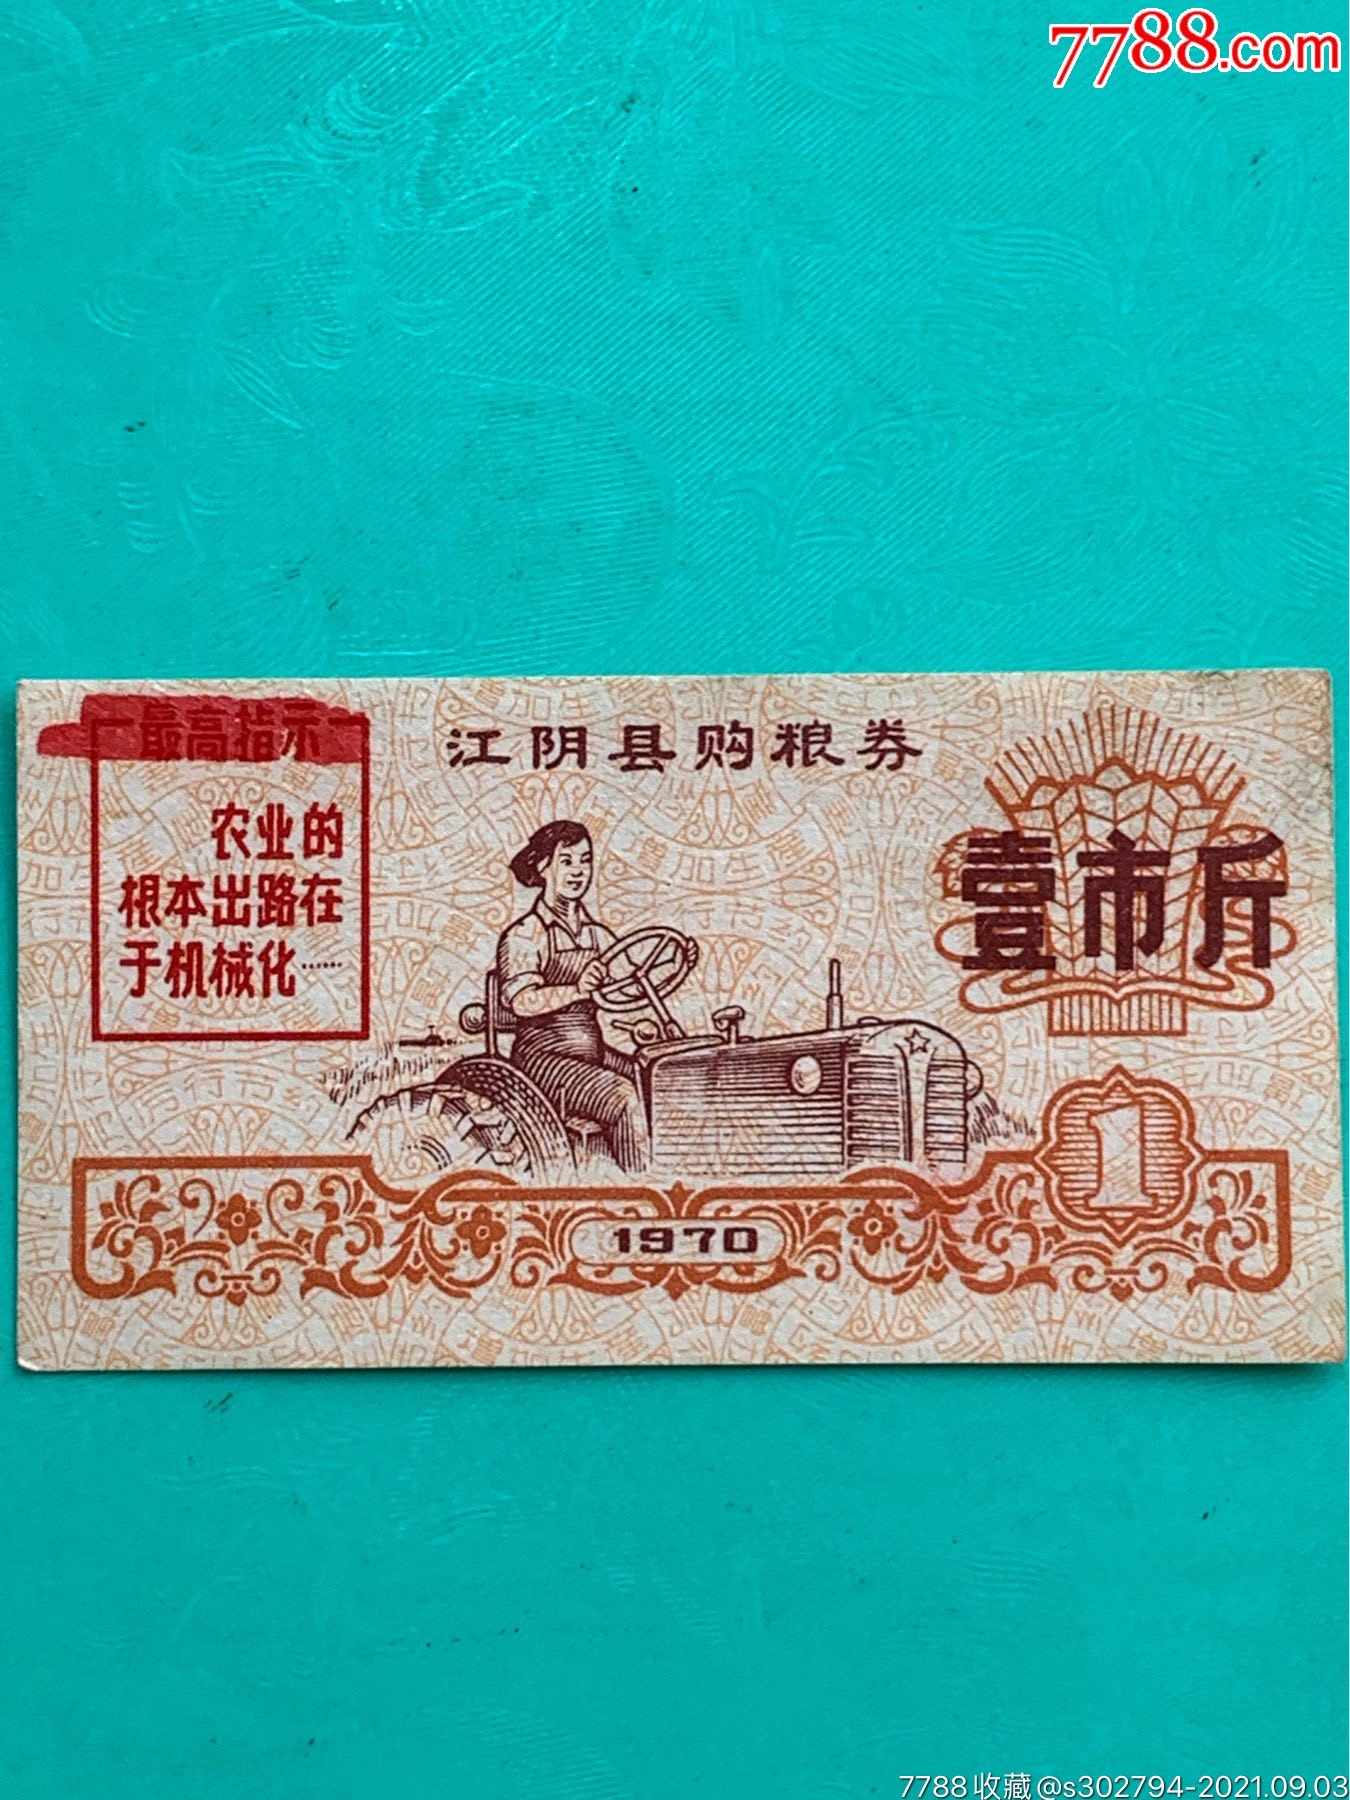 7788.com
最高指示
农业的
根本出路在
于机械化……
江阴县购粮券
壹市斤
1
1970
7788收藏@s302794-2021.09.03